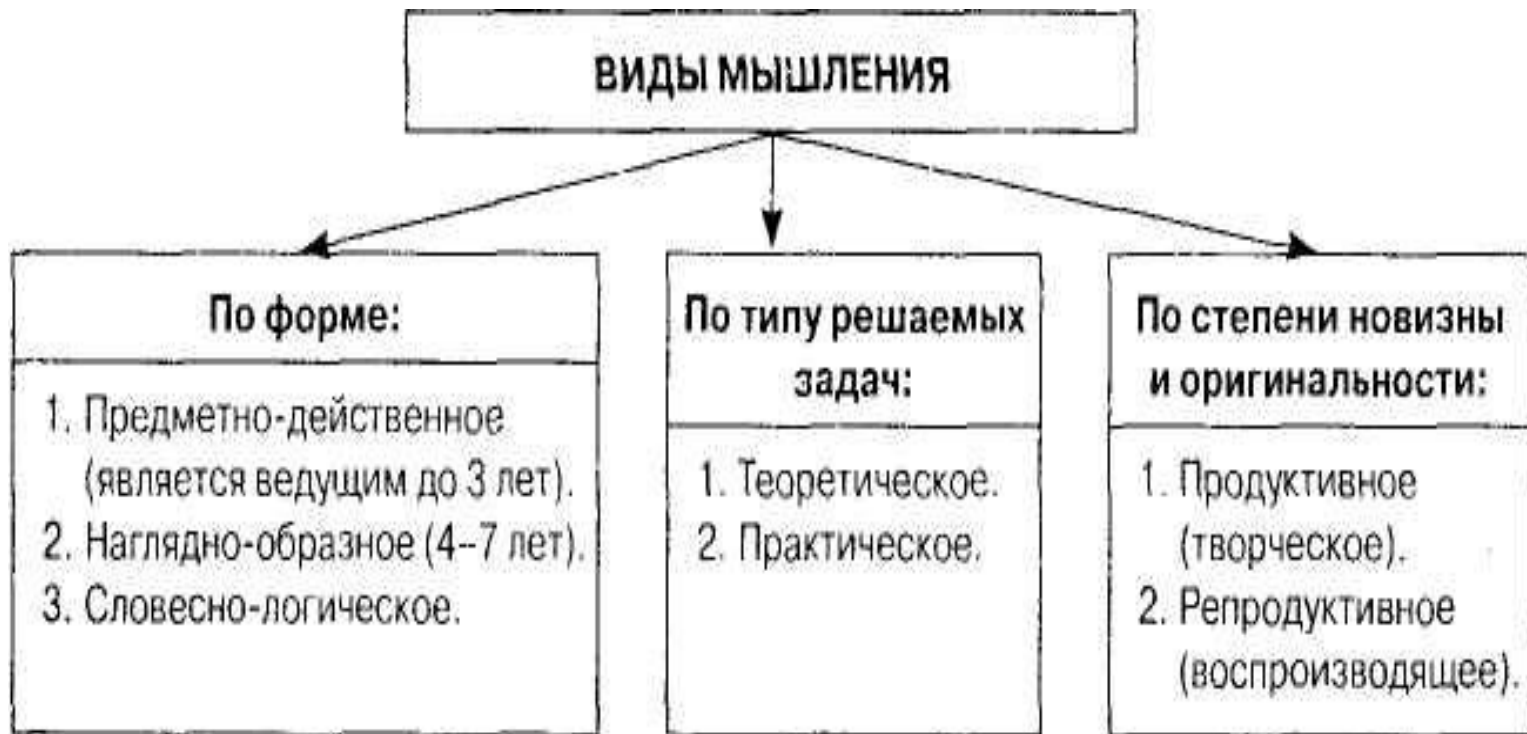 ВИДЫ МЫШЛЕНИЯ
По форме:
1. Предметно-действенное
(является ведущим до 3 лет).
2. Наглядно-образное (4--7 лет).
3. Словесно-логическое.
По типу решаемых
задач:
1. Теоретическое.
2. Практическое.
По степени новизны
и оригинальности:
1. Продуктивное
(творческое).
2. Репродуктивное
(воспроизводящее).